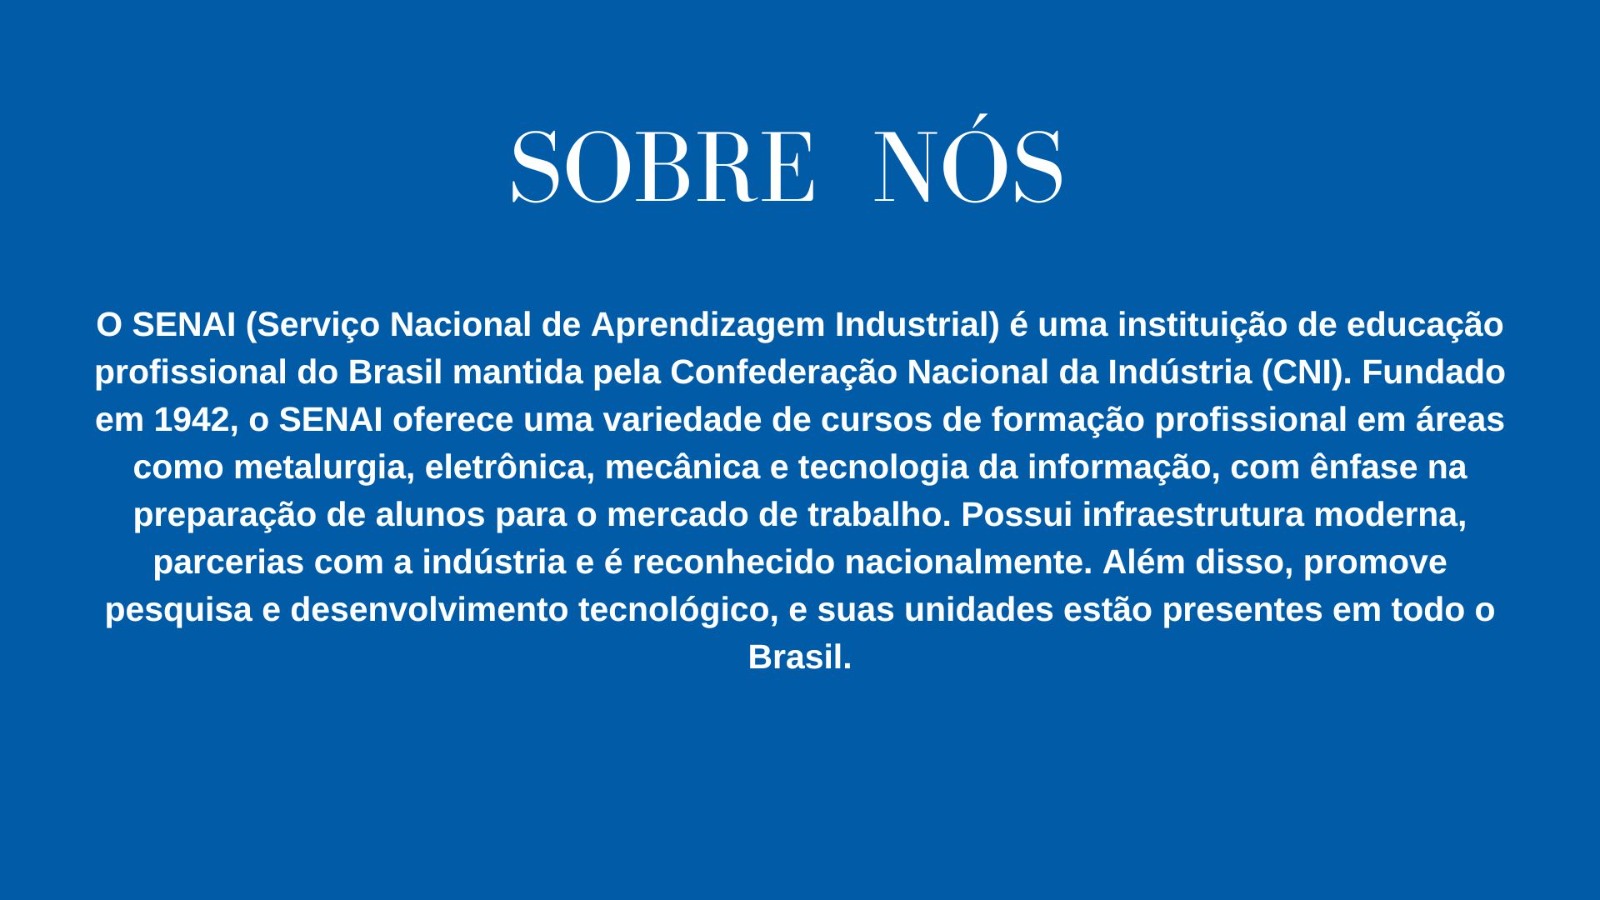 SOBRE NÓS
O SENAI (Serviço Nacional de Aprendizagem Industrial) é uma instituição de educação
profissional do Brasil mantida pela Confederação Nacional da Indústria (CNI). Fundado
em 1942, o SENAI oferece uma variedade de cursos de formação profissional em áreas
como metalurgia, eletrônica, mecânica e tecnologia da informação, com ênfase na
preparação de alunos para o mercado de trabalho. Possui infraestrutura moderna,
parcerias com a indústria e é reconhecido nacionalmente. Além disso, promove
pesquisa e desenvolvimento tecnológico, e suas unidades estão presentes em todo o
Brasil.